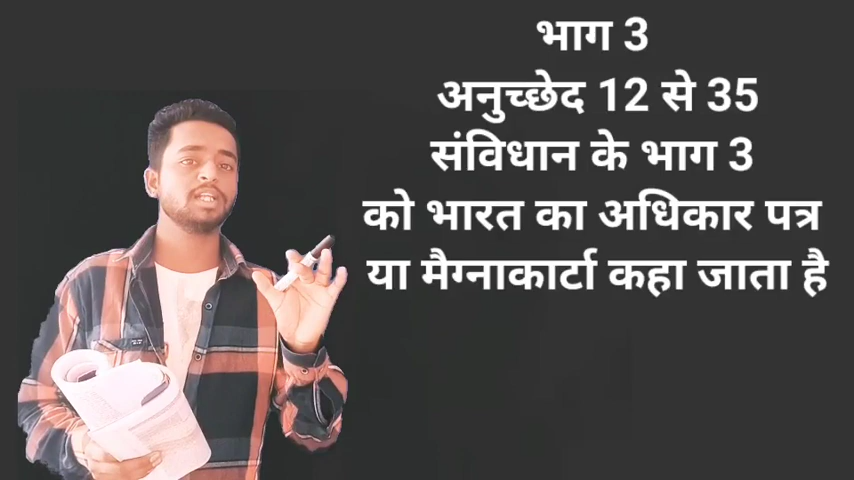 भाग 3
अनुच्छेद 12 से 35
संविधान के भाग 3
को भारत का अधिकार पत्र
या मैग्नाकार्टा कहा जाता है